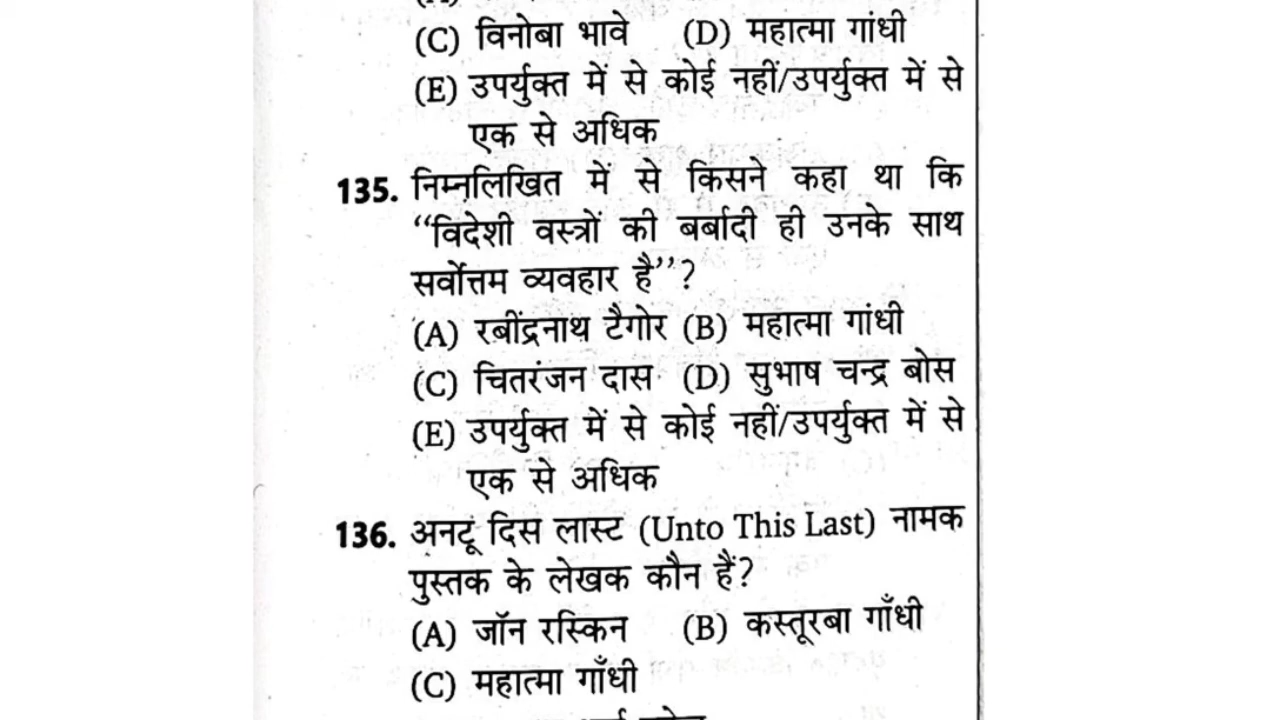 (C) विनोबा भावे (D) महात्मा गांधी
(E) उपर्युक्त में से कोई नहीं/उपर्युक्त में से
एक से अधिक
135. निम्नलिखित में से किसने कहा था कि
‘‘विदेशी वस्त्रों की बर्बादी ही उनके साथ
सर्वोत्तम व्यवहार है’’?
(A) रबींद्रनाथ टैगोर (B) महात्मा गांधी
(C) चितरंजन दास (D) सुभाष चन्द्र बोस
(E) उपर्युक्त में से कोई नहीं/उपर्युक्त में से
एक से अधिक
136. अनटू दिस लास्ट (Unto This Last) नामक
पुस्तक के लेखक कौन हैं?
(A) जॉन रस्किन (B) कस्तूरबा गाँधी
(C) महात्मा गाँधी